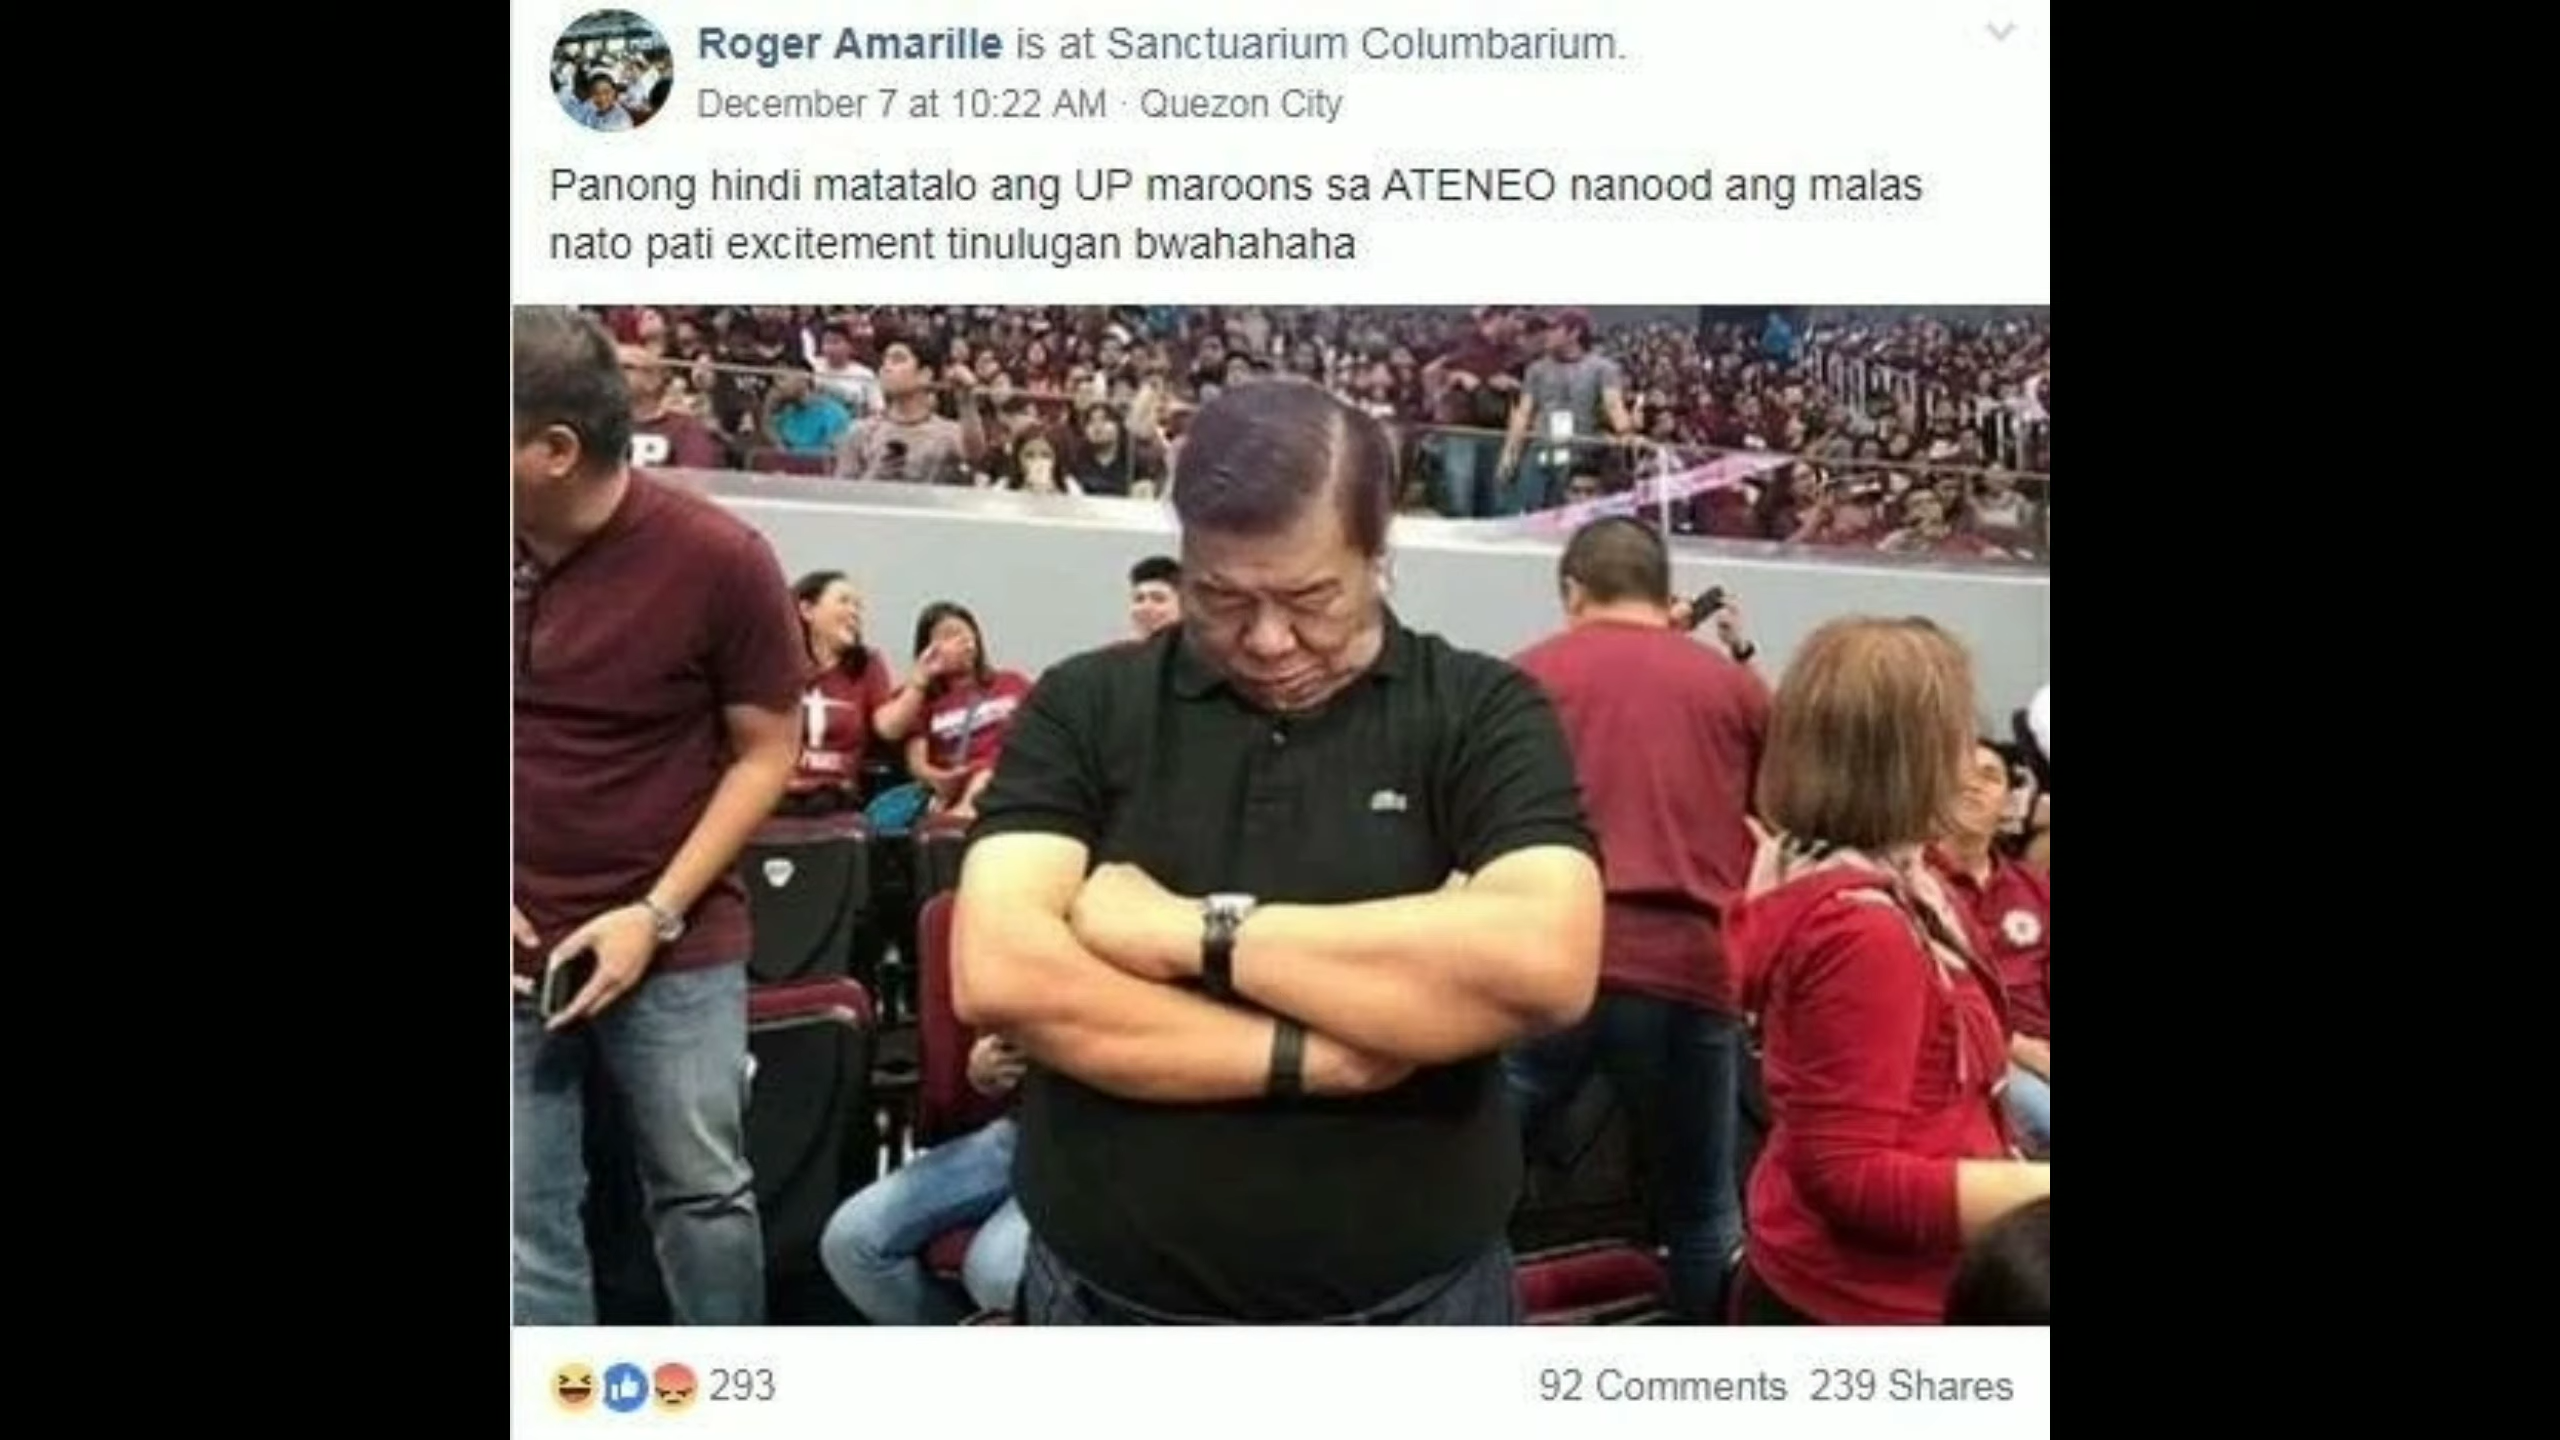 Roger Amarille is at Sanctuarium Columbarium.
December 7 at 10:22 AM · Quezon City
Panong hindi matatalo ang UP maroons sa ATENEO nanood ang malas
nato pati excitement tinulugan bwahahaha
P
293
92 Comments 239 Shares